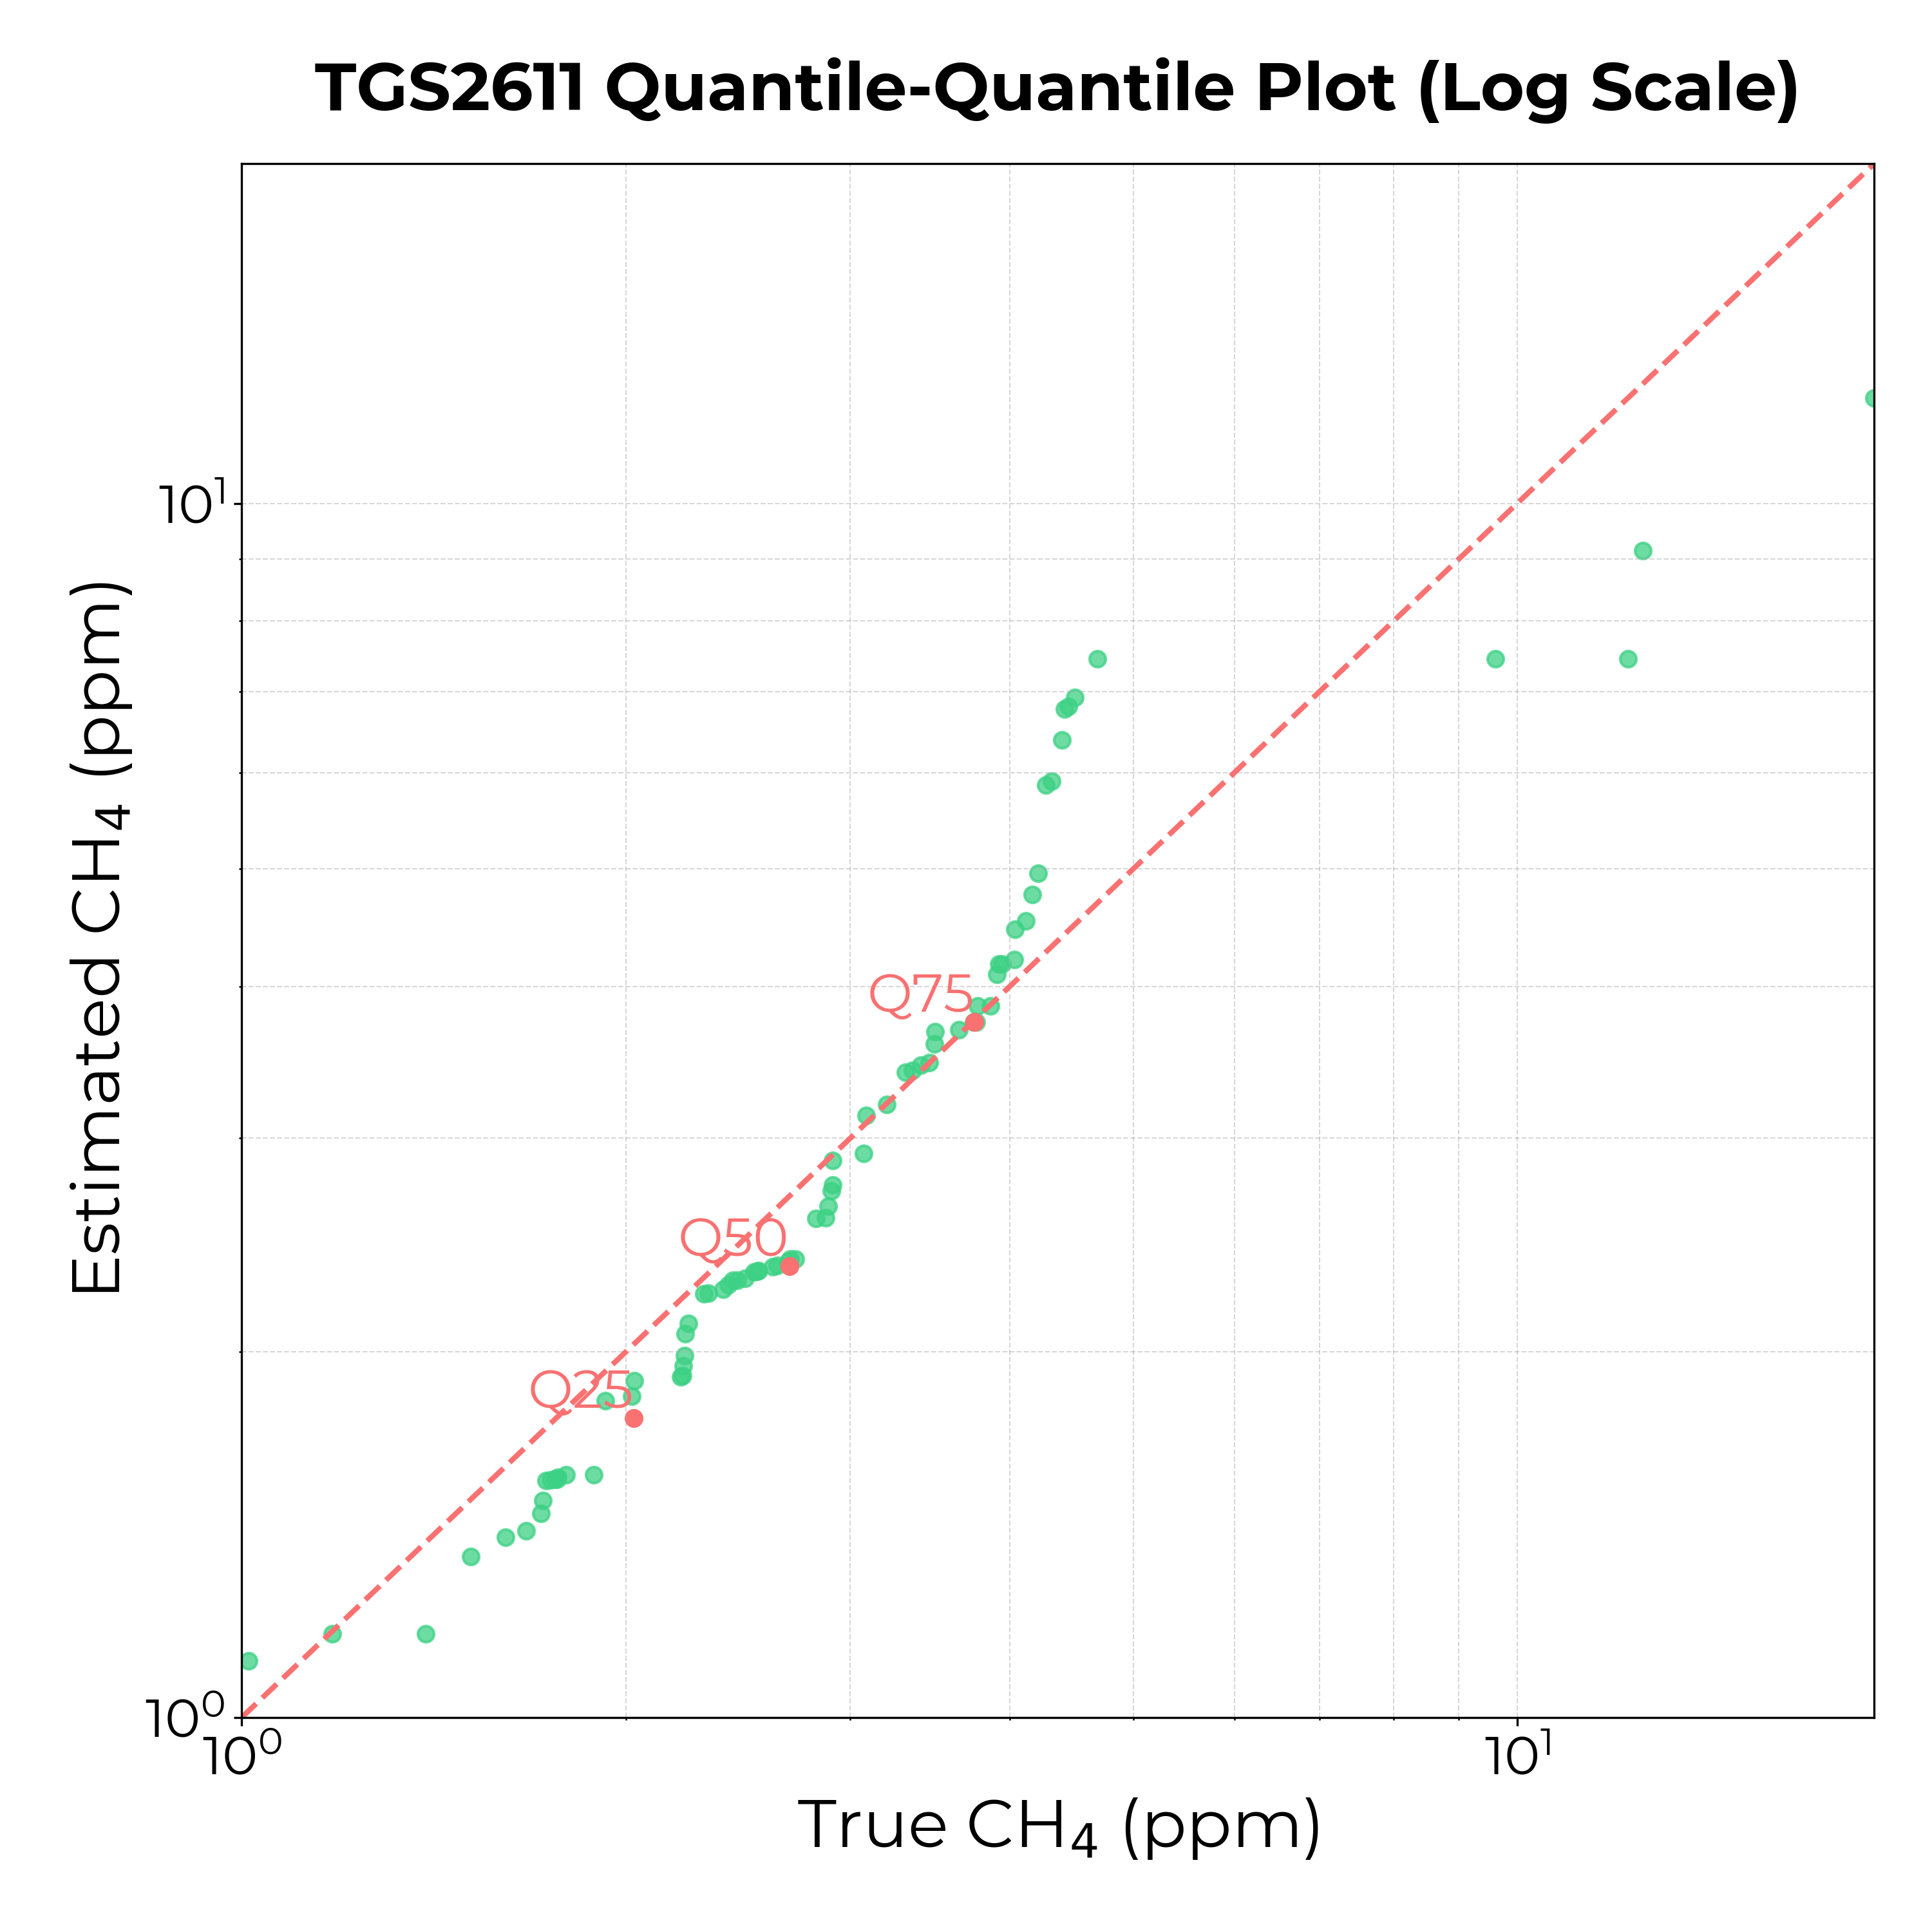 TGS2611 Quantile-Quantile Plot (Log Scale)
Estimated CH₄ (ppm)
10¹
10⁰
Q75
Q50
Q25
10⁰
10¹
True CH₄ (ppm)